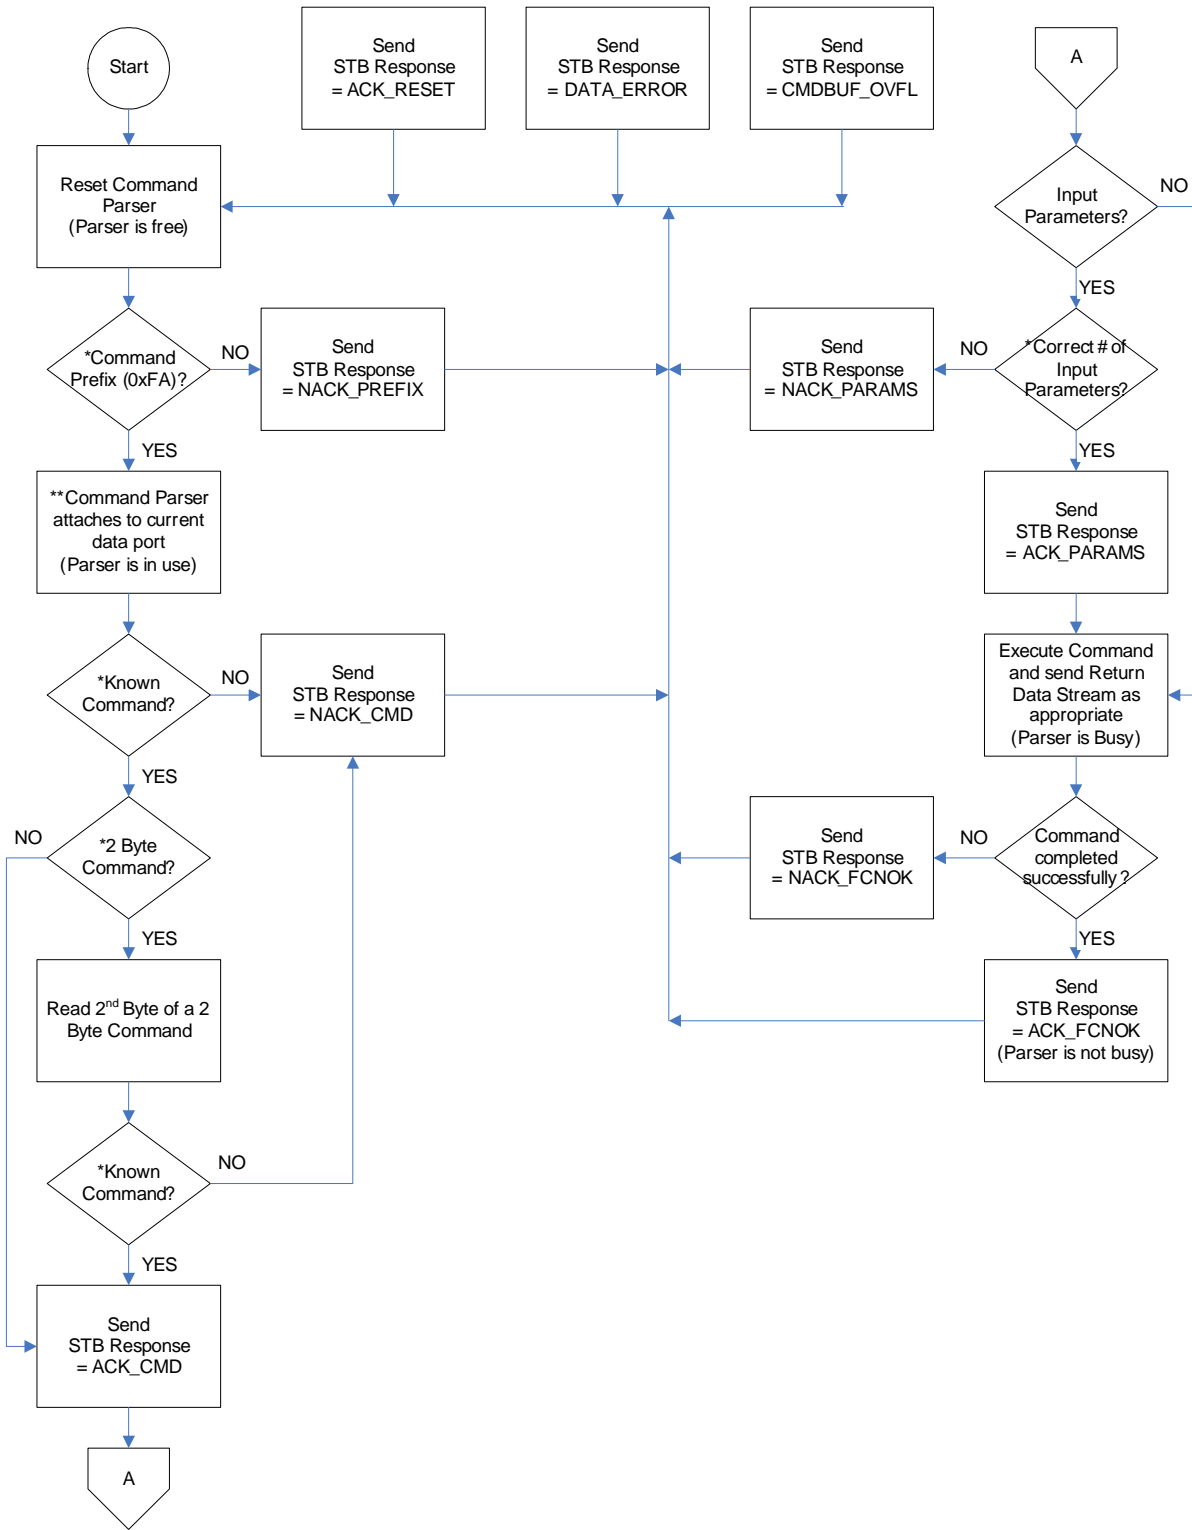 Start
Send
STB Response
= ACK_RESET
Send
STB Response
= DATA_ERROR
Send
STB Response
= CMDBUF_OVFL
A
Reset Command
Parser
(Parser is free)
Input
Parameters?
NO
YES
*Command
Prefix (0xFA)?
NO
Send
STB Response
= NACK_PREFIX
Send
STB Response
= NACK_PARAMS
NO
*Correct # of
Input
Parameters?
YES
YES
**Command Parser
attaches to current
data port
(Parser is in use)
Send
STB Response
= ACK_PARAMS
*Known
Command?
NO
Send
STB Response
= NACK_CMD
Execute Command
and send Return
Data Stream as
appropriate
(Parser is Busy)
YES
NO
*2 Byte
Command?
Send
STB Response
= NACK_FCNOK
NO
Command
completed
successfully?
YES
YES
Read 2nd Byte of a 2
Byte Command
Send
STB Response
= ACK_FCNOK
(Parser is not busy)
*Known
Command?
NO
YES
Send
STB Response
= ACK_CMD
A